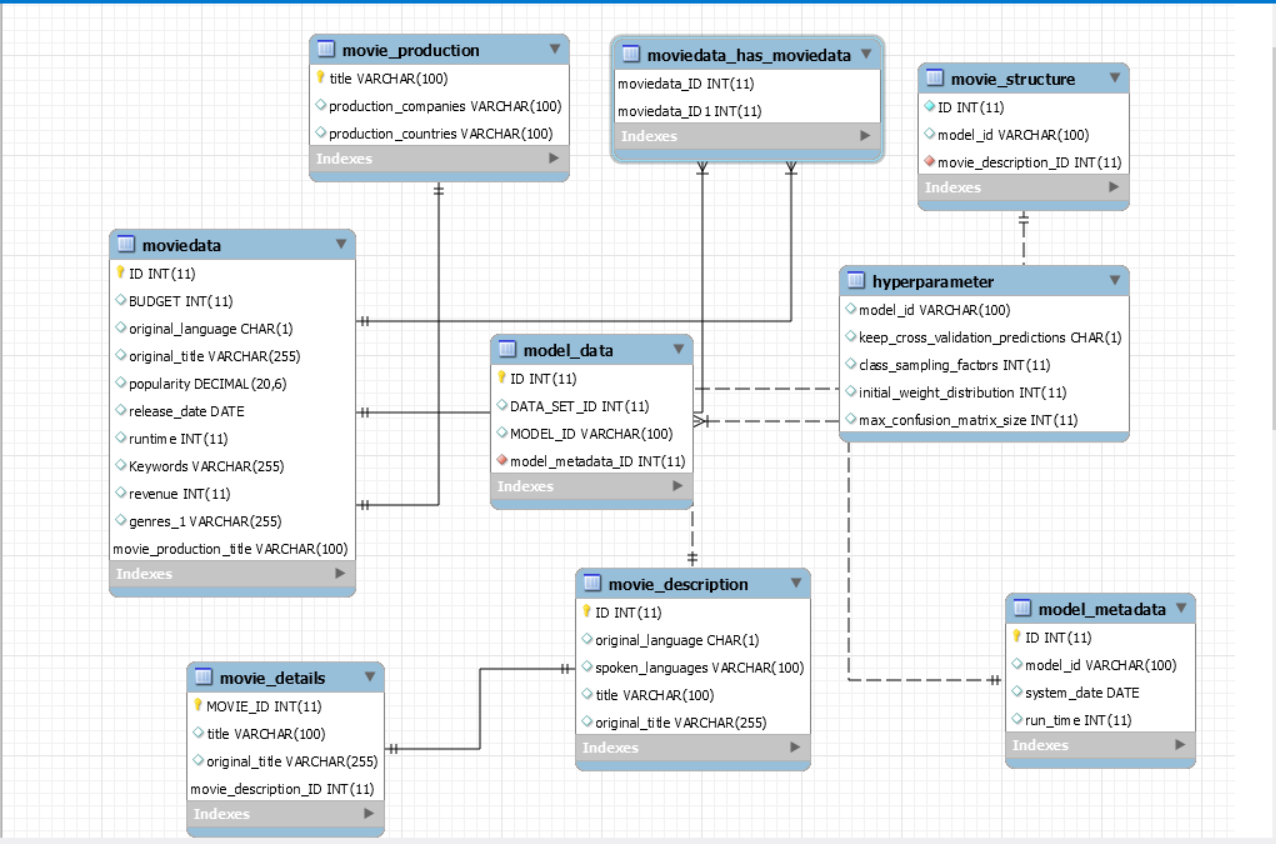 movie_production
title VARCHAR(100)
production_companies VARCHAR(100)
production_countries VARCHAR(100)
Indexes
moviedata_has_moviedata
moviedata_ID INT(11)
moviedata_ID1 INT(11)
Indexes
movie_structure
ID INT(11)
model_id VARCHAR(100)
movie_description_ID INT(11)
Indexes
moviedata
ID INT(11)
BUDGET INT(11)
original_language CHAR(1)
original_title VARCHAR(255)
popularity DECIMAL(20,6)
release_date DATE
runtime INT(11)
Keywords VARCHAR(255)
revenue INT(11)
genres_1 VARCHAR(255)
movie_production_title VARCHAR(100)
Indexes
model_data
ID INT(11)
DATA_SET_ID INT(11)
MODEL_ID VARCHAR(100)
model_metadata_ID INT(11)
Indexes
hyperparameter
model_id VARCHAR(100)
keep_cross_validation_predictions CHAR(1)
class_sampling_factors INT(11)
initial_weight_distribution INT(11)
max_confusion_matrix_size INT(11)
movie_description
ID INT(11)
original_language CHAR(1)
spoken_languages VARCHAR(100)
title VARCHAR(100)
original_title VARCHAR(255)
Indexes
model_metadata
ID INT(11)
model_id VARCHAR(100)
system_date DATE
run_time INT(11)
Indexes
movie_details
MOVIE_ID INT(11)
title VARCHAR(100)
original_title VARCHAR(255)
movie_description_ID INT(11)
Indexes